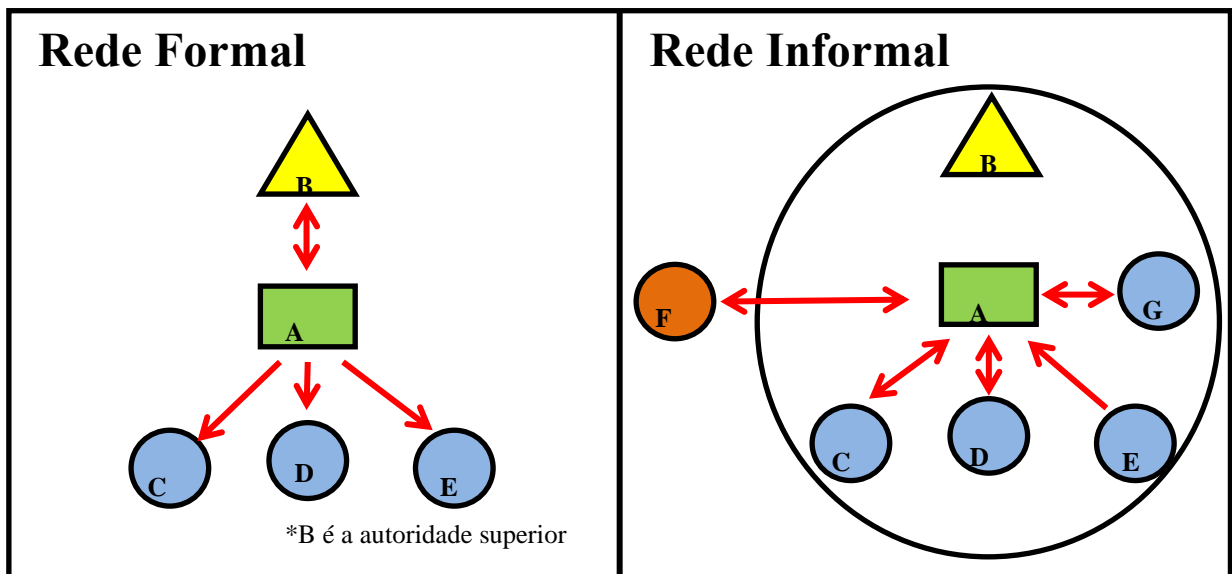 Rede Formal
B
A
C
D
E
*B é a autoridade superior
Rede Informal
B
F
A
G
C
D
E